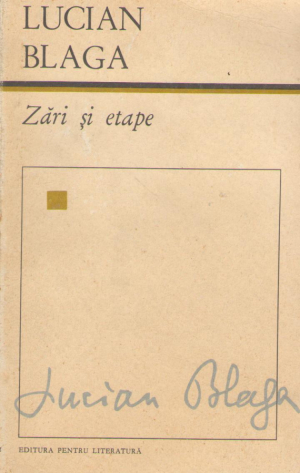 LUCIAN
BLAGA
Zări și etape
Lucian Blaga
EDITURA PENTRU LITERATURĂ